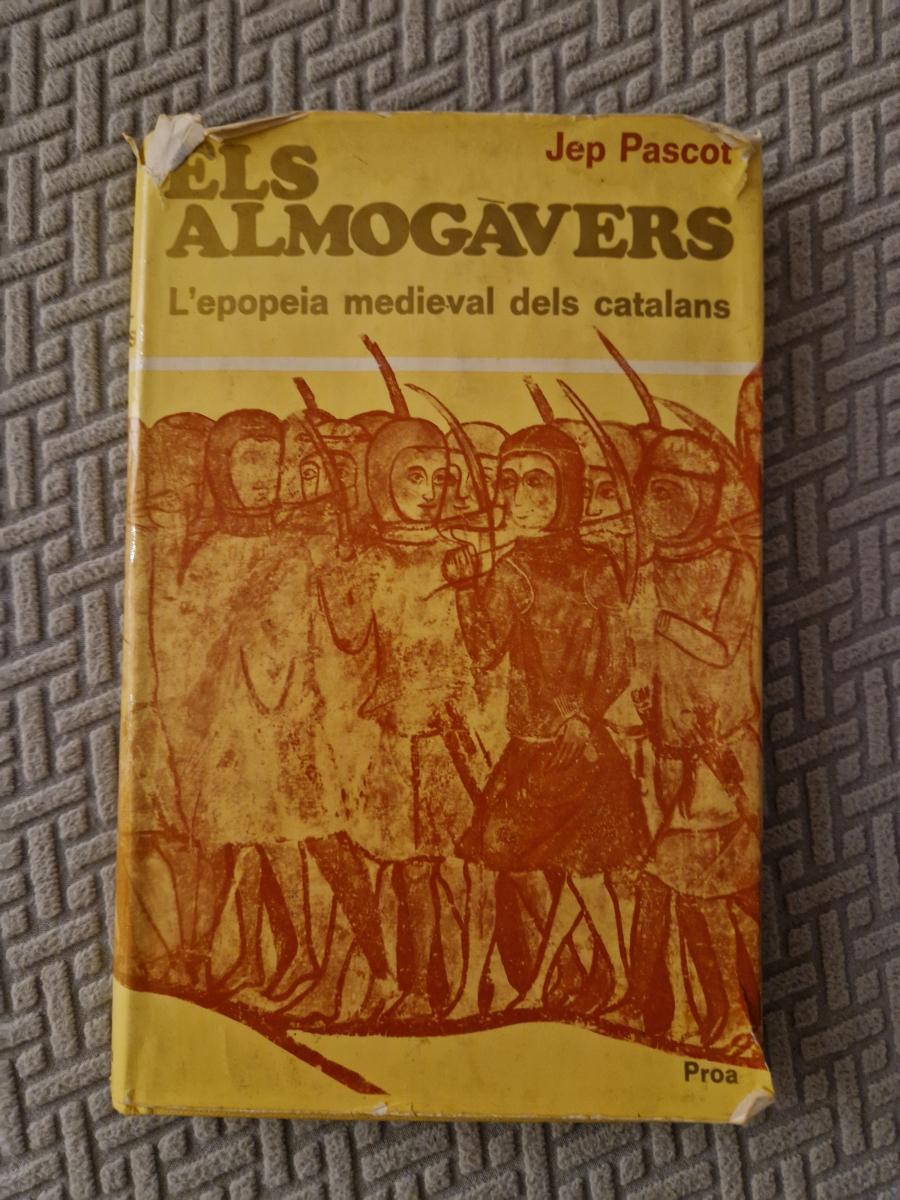 Jep Pascot
ELS
ALMOGÀVERS
L'epopeia medieval dels catalans
Proa